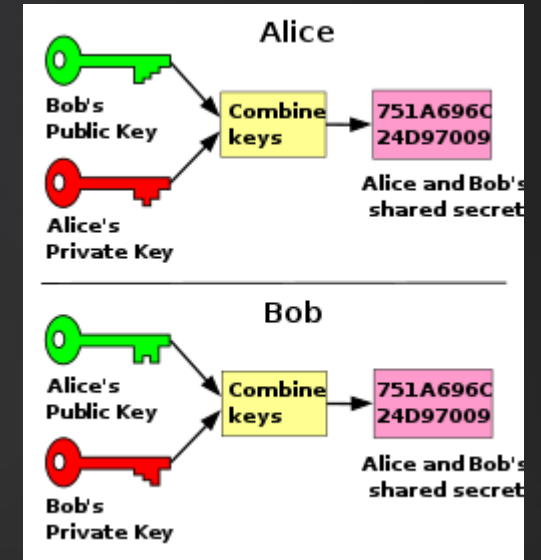 Alice
Bob's
Public Key
Combine
keys
751A696C
24D97009
Alice and Bob's
shared secret
Alice's
Private Key
Bob
Alice's
Public Key
Combine
keys
751A696C
24D97009
Alice and Bob's
shared secret
Bob's
Private Key